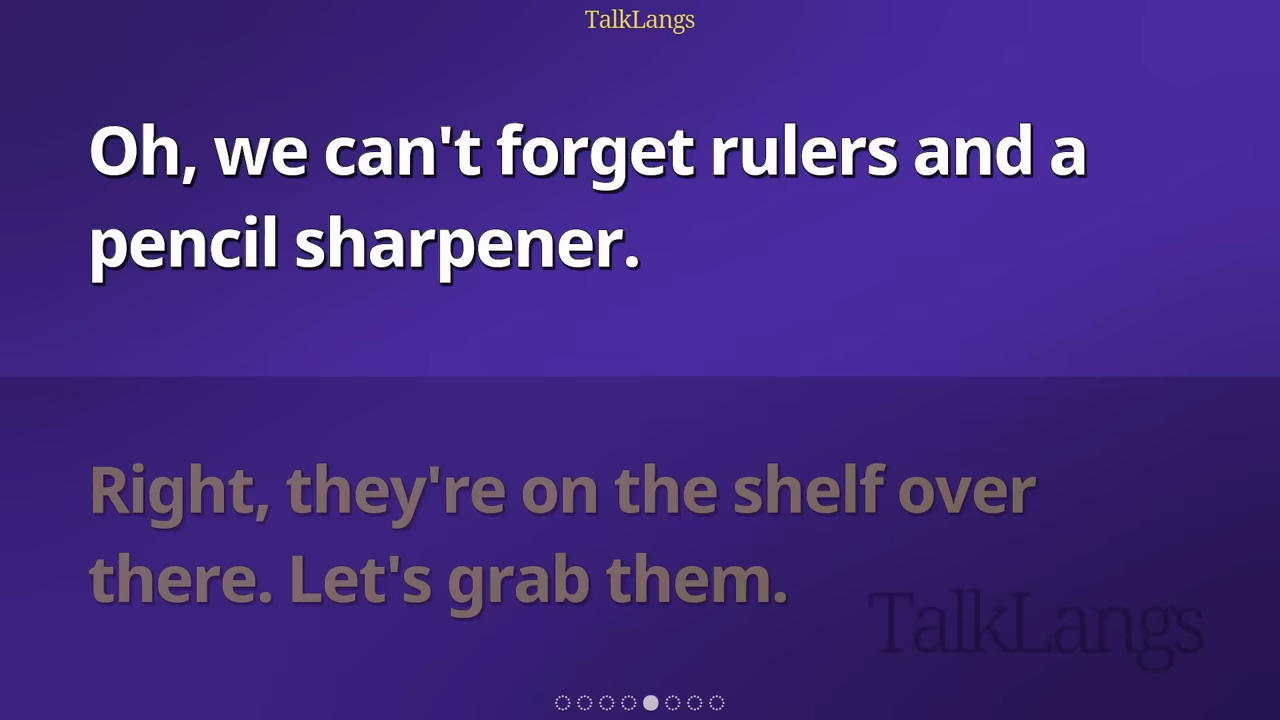 TalkLangs
Oh, we can't forget rulers and a
pencil sharpener.
Right, they're on the shelf over
there. Let's grab them.
TalkLangs